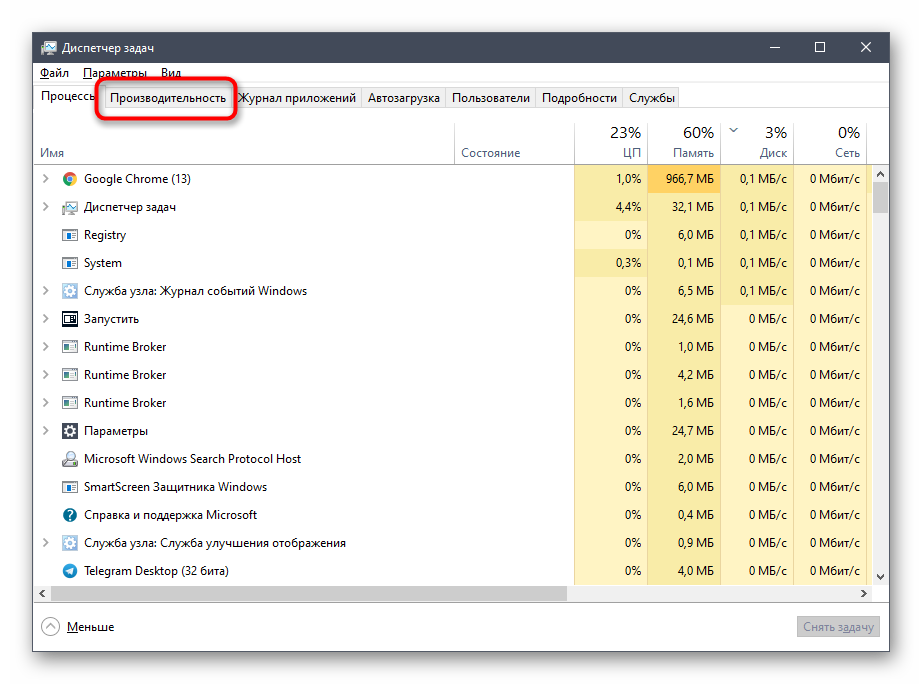 Диспетчер задач
Файл Параметры Вид
Процессы Производительность Журнал приложений Автозагрузка Пользователи Подробности Службы
23% 60% 3% 0%
Имя Состояние ЦП Память Диск Сеть
Google Chrome (13) 1,0% 966,7 МБ 0,1 МБ/с 0 Мбит/с
Диспетчер задач 4,4% 32,1 МБ 0,1 МБ/с 0 Мбит/с
Registry 0% 6,0 МБ 0,1 МБ/с 0 Мбит/с
System 0,3% 0,1 МБ 0,1 МБ/с 0 Мбит/с
Служба узла: Журнал событий Windows 0% 6,5 МБ 0,1 МБ/с 0 Мбит/с
Запустить 0% 24,6 МБ 0 МБ/с 0 Мбит/с
Runtime Broker 0% 1,0 МБ 0 МБ/с 0 Мбит/с
Runtime Broker 0% 4,2 МБ 0 МБ/с 0 Мбит/с
Runtime Broker 0% 1,6 МБ 0 МБ/с 0 Мбит/с
Параметры 0% 24,7 МБ 0 МБ/с 0 Мбит/с
Microsoft Windows Search Protocol Host 0% 2,0 МБ 0 МБ/с 0 Мбит/с
SmartScreen Защитника Windows 0% 6,0 МБ 0 МБ/с 0 Мбит/с
Справка и поддержка Microsoft 0% 0,4 МБ 0 МБ/с 0 Мбит/с
Служба узла: Служба улучшения отображения 0% 0,9 МБ 0 МБ/с 0 Мбит/с
Telegram Desktop (32 бита) 0% 4,0 МБ 0 МБ/с 0 Мбит/с
Меньше Снять задачу